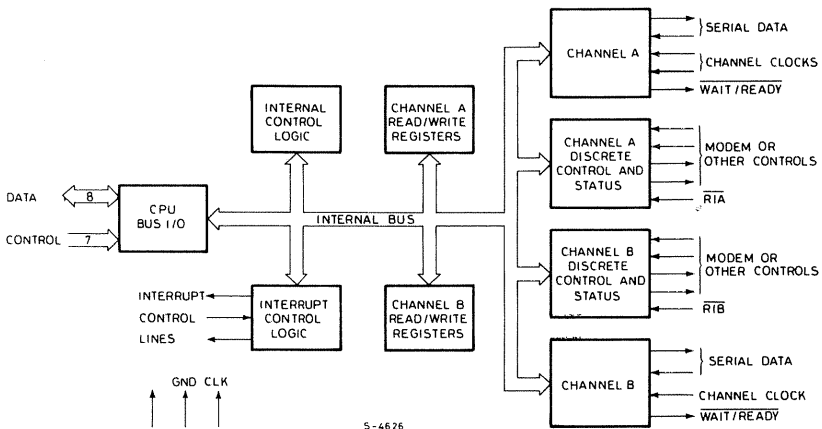 CHANNEL A
SERIAL DATA
CHANNEL CLOCKS
WAIT/READY
INTERNAL
CONTROL
LOGIC
CHANNEL A
READ/WRITE
REGISTERS
CHANNEL A
DISCRETE
CONTROL AND
STATUS
MODEM OR
OTHER CONTROLS
RIA
DATA
8
CPU
BUS I/O
CONTROL
7
INTERNAL BUS
CHANNEL B
DISCRETE
CONTROL AND
STATUS
MODEM OR
OTHER CONTROLS
RIB
INTERRUPT
CONTROL
LINES
INTERRUPT
CONTROL
LOGIC
CHANNEL B
READ/WRITE
REGISTERS
CHANNEL B
SERIAL DATA
CHANNEL CLOCK
WAIT/READY
GND CLK
S-4626